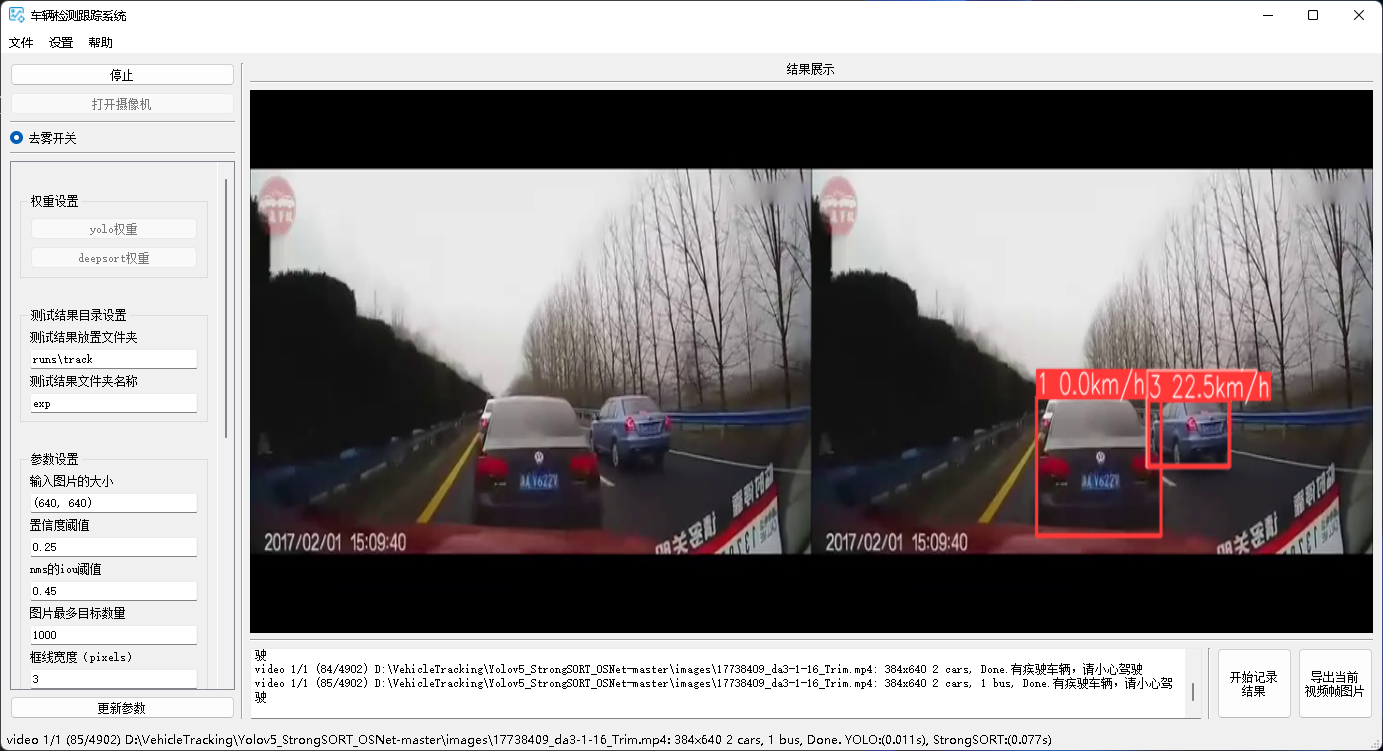 车辆检测跟踪系统
文件 设置 帮助
停止
打开摄像机
去雾开关
权重设置
yolo权重
deepsort权重
测试结果目录设置
测试结果放置文件夹
runs\track
测试结果文件夹名称
exp
参数设置
输入图片的大小
(640, 640)
置信度阈值
0.25
nms的iou阈值
0.45
图片最多目标数量
1000
框线宽度（pixels）
3
更新参数
结果展示
2017/02/01 15:09:40
1 0.0km/h
3 22.5km/h
2017/02/01 15:09:40
驶
video 1/1 (84/4902) D:\VehicleTracking\Yolov5_StrongSORT_OSNet-master\images\17738409_da3-1-16_Trim.mp4: 384x640 2 cars, Done.有疾驶车辆，请小心驾驶
video 1/1 (85/4902) D:\VehicleTracking\Yolov5_StrongSORT_OSNet-master\images\17738409_da3-1-16_Trim.mp4: 384x640 2 cars, 1 bus, Done.有疾驶车辆，请小心驾
驶
开始记录
结果
导出当前
视频帧图片
video 1/1 (85/4902) D:\VehicleTracking\Yolov5_StrongSORT_OSNet-master\images\17738409_da3-1-16_Trim.mp4: 384x640 2 cars, 1 bus, Done. YOLO:(0.011s), StrongSORT:(0.077s)